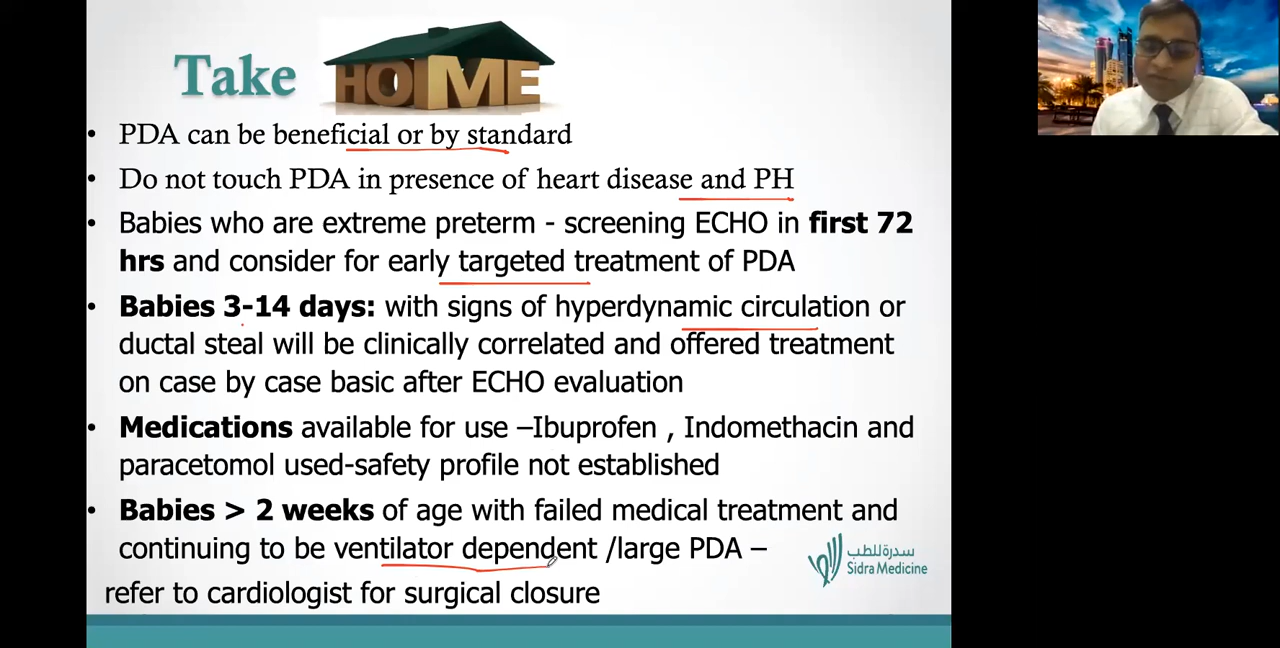 Take HOME
• PDA can be beneficial or by standard
• Do not touch PDA in presence of heart disease and PH
• Babies who are extreme preterm - screening ECHO in first 72
hrs and consider for early targeted treatment of PDA
• Babies 3-14 days: with signs of hyperdynamic circulation or
ductal steal will be clinically correlated and offered treatment
on case by case basic after ECHO evaluation
• Medications available for use –Ibuprofen , Indomethacin and
paracetomol used-safety profile not established
• Babies > 2 weeks of age with failed medical treatment and
continuing to be ventilator dependent /large PDA –
refer to cardiologist for surgical closure
سدرة للطب
Sidra Medicine